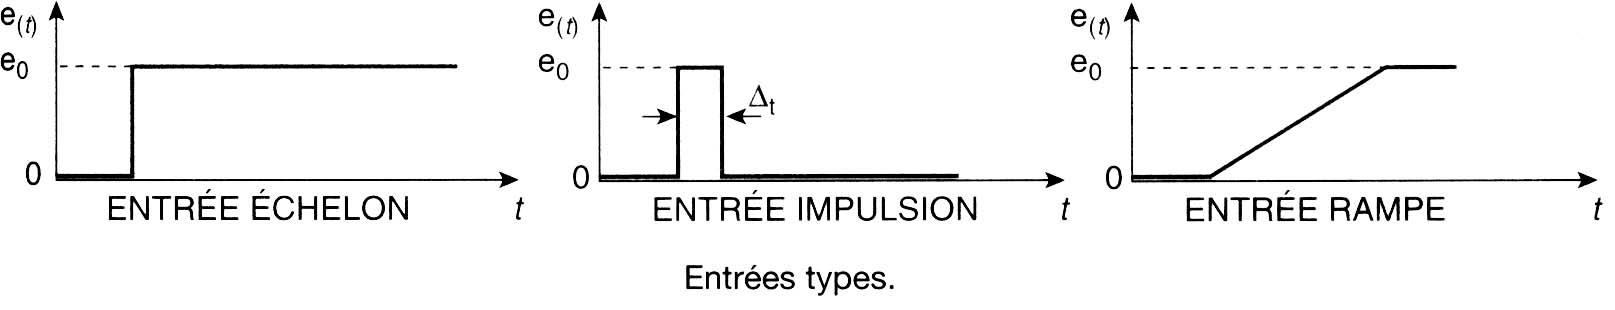 e(t)
e0
0
ENTRÉE ÉCHELON
t
e(t)
e0
Δt
0
ENTRÉE IMPULSION
t
e(t)
e0
0
ENTRÉE RAMPE
t
Entrées types.